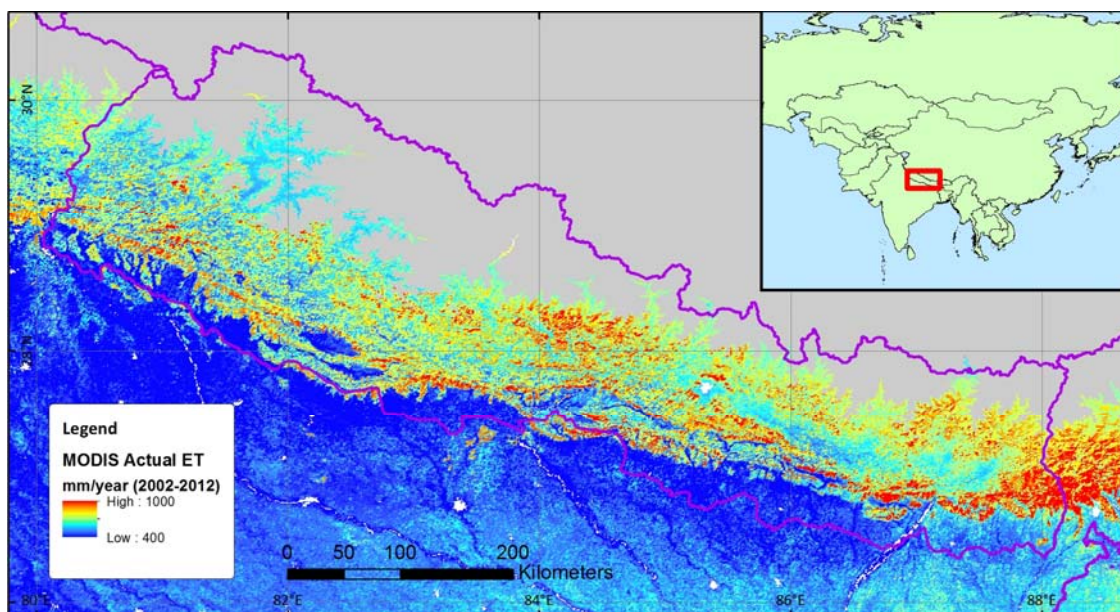 30°N
28°N
Legend
MODIS Actual ET
mm/year (2002-2012)
High : 1000
Low : 400
0 50 100 200
Kilometers
80°E 82°E 84°E 86°E 88°E